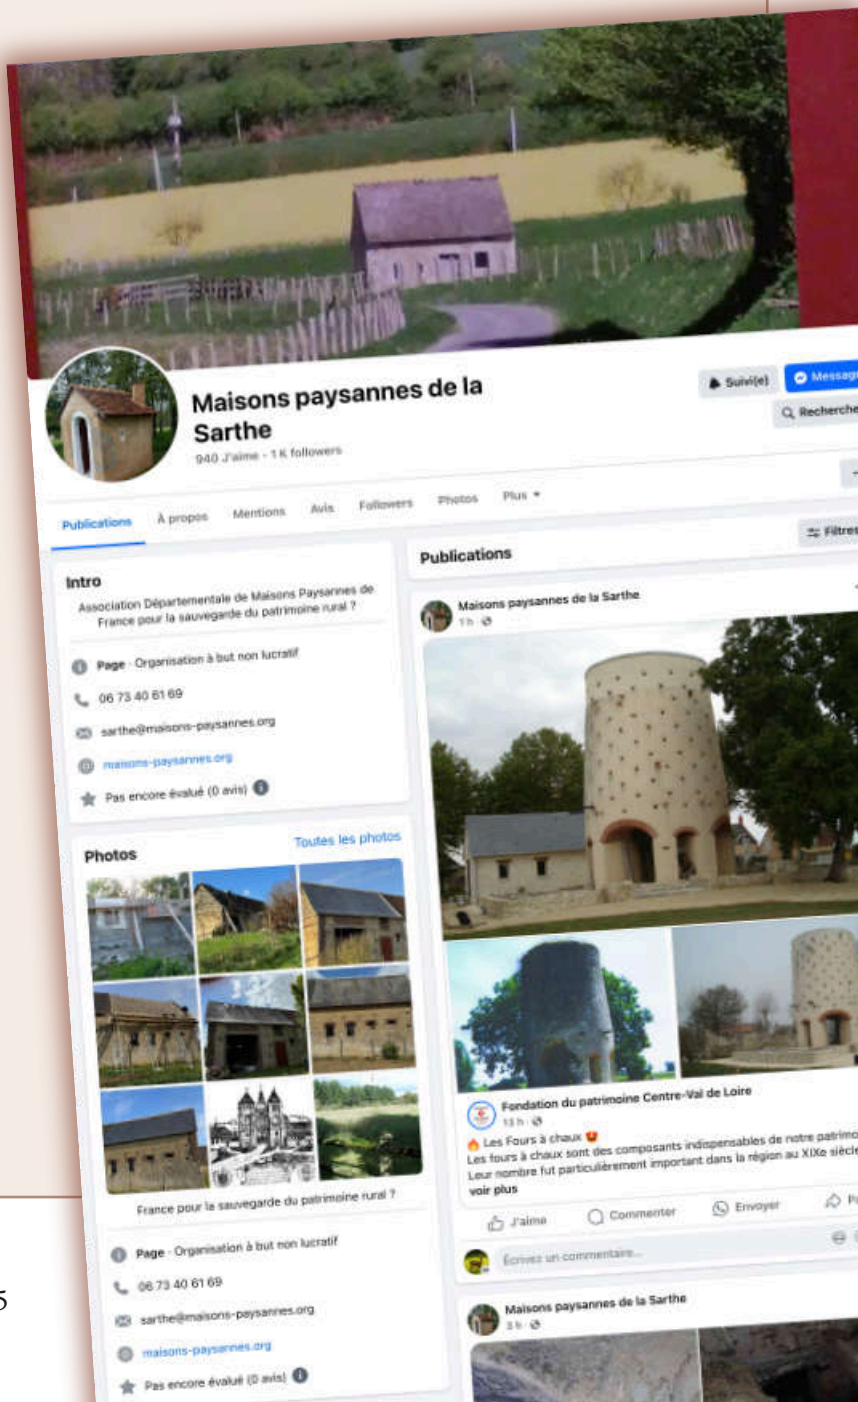 Maisons paysannes de la
Sarthe
940 J'aime • 1 K followers
Suivi(e)
Messag
Recherche
Publications
À propos
Mentions
Avis
Followers
Photos
Plus
Intro
Association Départementale de Maisons Paysannes de
France pour la sauvegarde du patrimoine rural ?
Page · Organisation à but non lucratif
06 73 40 61 69
sarthe@maisons-paysannes.org
maisons-paysannes.org
Pas encore évalué (0 avis)
Photos
Toutes les photos
France pour la sauvegarde du patrimoine rural ?
Page · Organisation à but non lucratif
06 73 40 61 69
sarthe@maisons-paysannes.org
maisons-paysannes.org
Pas encore évalué (0 avis)
Publications
Filtres
Maisons paysannes de la Sarthe
1 h ·
Fondation du patrimoine Centre-Val de Loire
13 h ·
🔥 Les Fours à chaux 🤩
Les fours à chaux sont des composants indispensables de notre patrimo
Leur nombre fut particulièrement important dans la région au XIXe siècle
voir plus
J'aime
Commenter
Envoyer
Écrivez un commentaire...
Maisons paysannes de la Sarthe
3 h ·
5